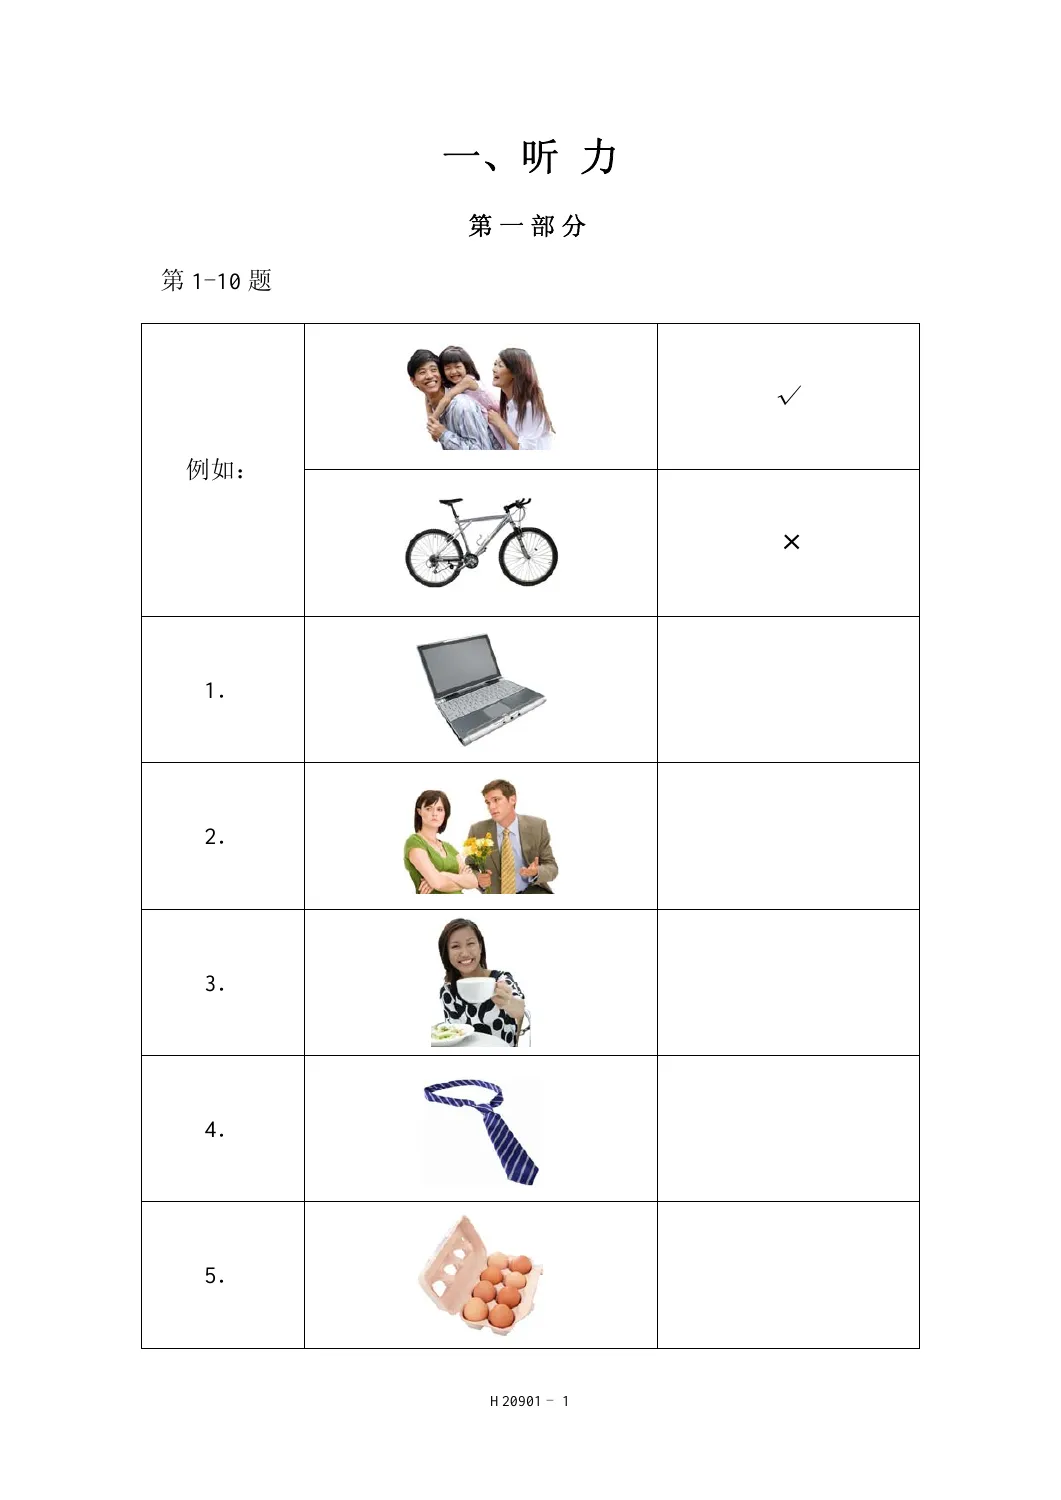 一、听 力
第一部分
第 1-10 题
例如：
√
×
1.
2.
3.
4.
5.
H20901 - 1